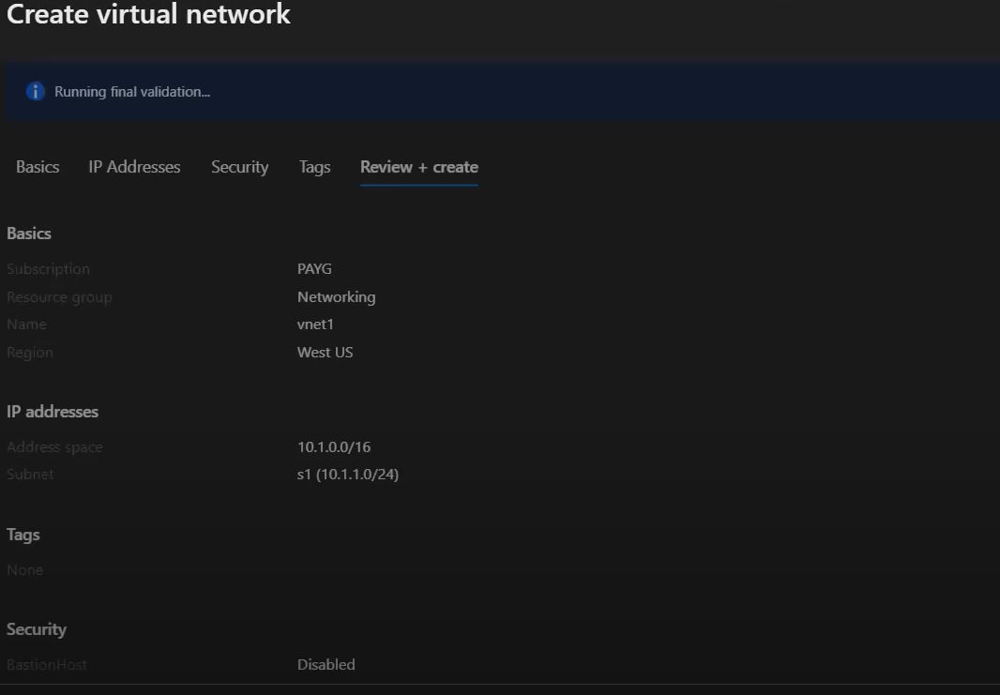 Create virtual network
Running final validation...
Basics IP Addresses Security Tags Review + create
Basics
Subscription PAYG
Resource group Networking
Name vnet1
Region West US
IP addresses
Address space 10.1.0.0/16
Subnet s1 (10.1.1.0/24)
Tags
None
Security
BastionHost Disabled